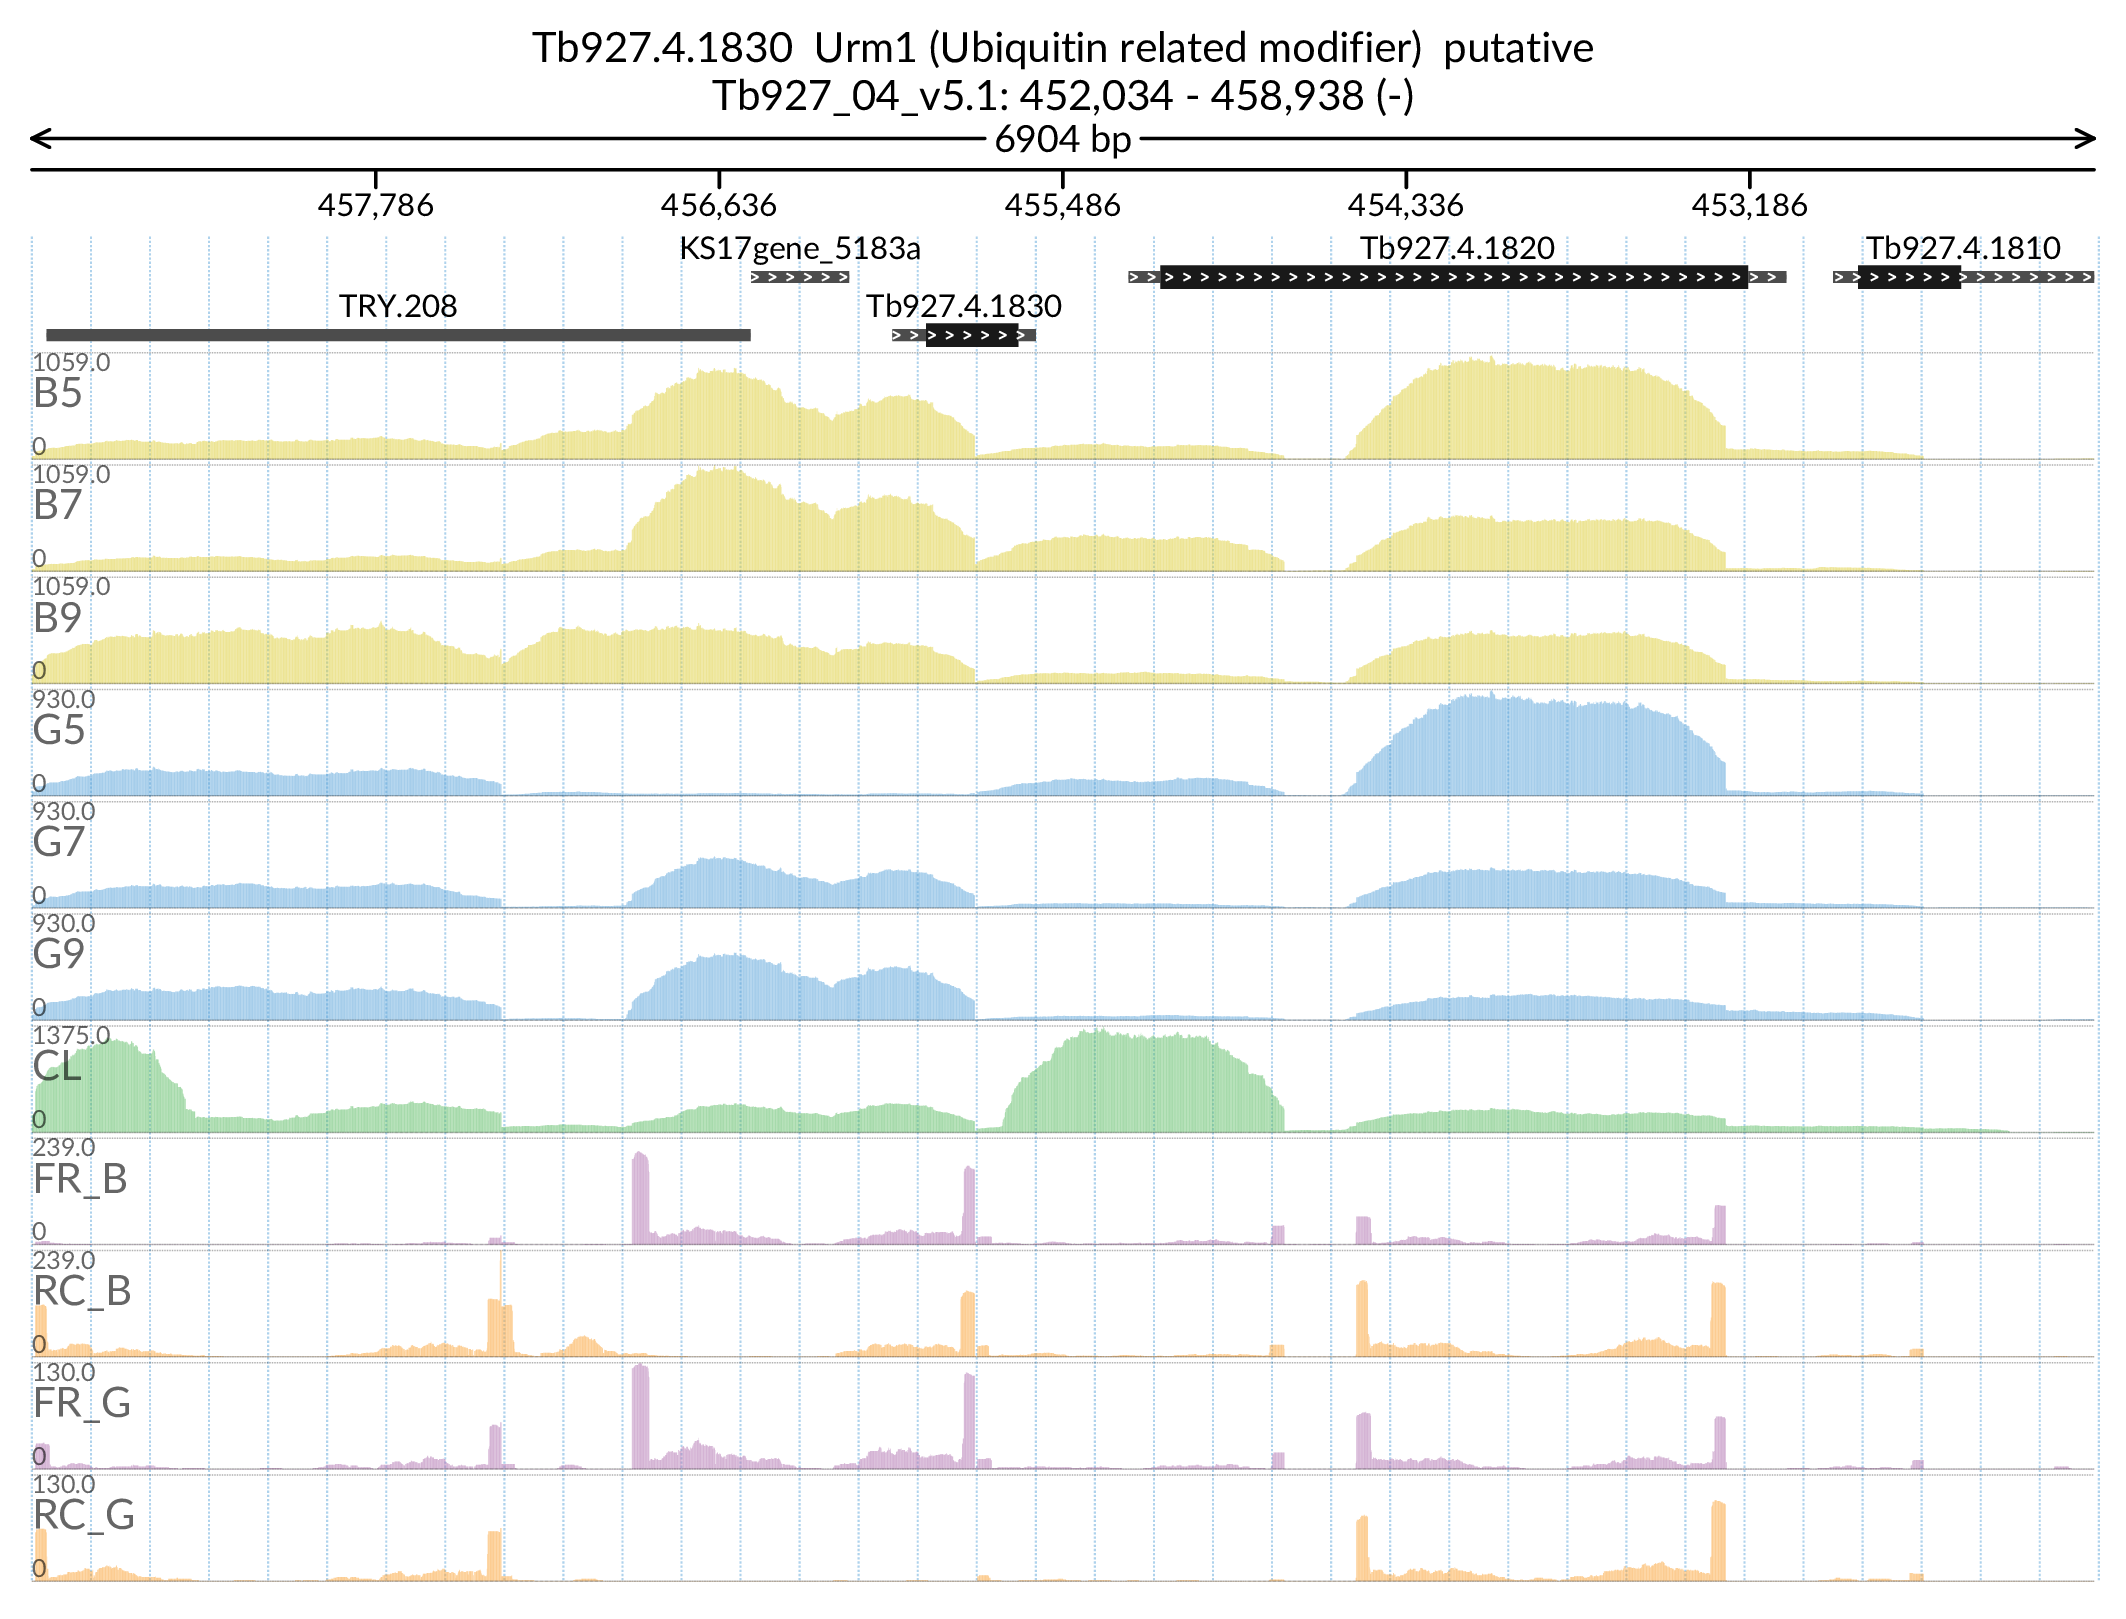 Tb927.4.1830  Urm1 (Ubiquitin related modifier)  putative
Tb927_04_v5.1: 452,034 - 458,938 (-)
6904 bp
457,786 456,636 455,486 454,336 453,186
KS17gene_5183a Tb927.4.1820 Tb927.4.1810
TRY.208 Tb927.4.1830
1059.0
B5
0
1059.0
B7
0
1059.0
B9
0
930.0
G5
0
930.0
G7
0
930.0
G9
0
1375.0
CL
0
239.0
FR_B
0
239.0
RC_B
0
130.0
FR_G
0
130.0
RC_G
0